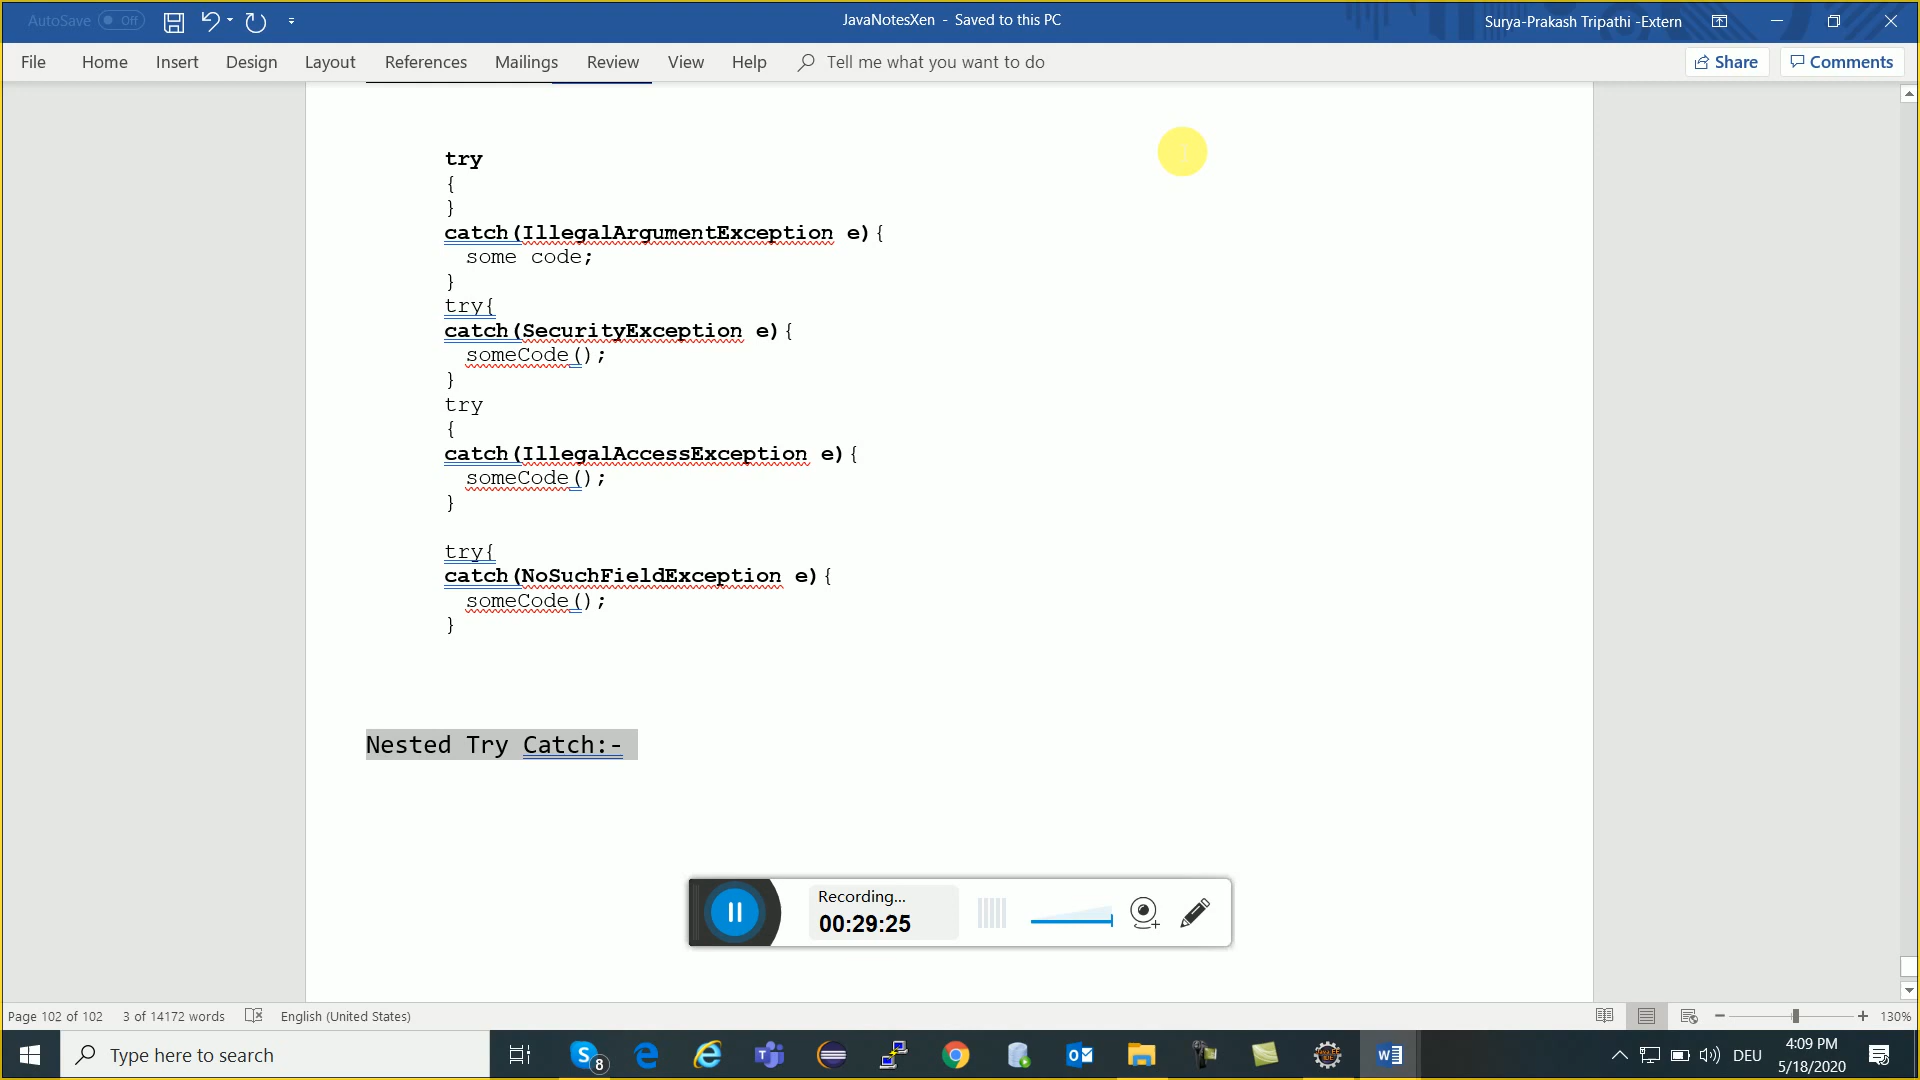 AutoSave Off
JavaNotesXen - Saved to this PC
Surya-Prakash Tripathi -Extern
File Home Insert Design Layout References Mailings Review View Help Tell me what you want to do
Share Comments
try
{
}
catch(IllegalArgumentException e){
some code;
}
try{
catch(SecurityException e){
someCode();
}
try
{
catch(IllegalAccessException e){
someCode();
}
try{
catch(NoSuchFieldException e){
someCode();
}
Nested Try Catch:-
Recording...
00:29:25
Page 102 of 102 3 of 14172 words English (United States) 130%
Type here to search
8
DEU
4:09 PM
5/18/2020